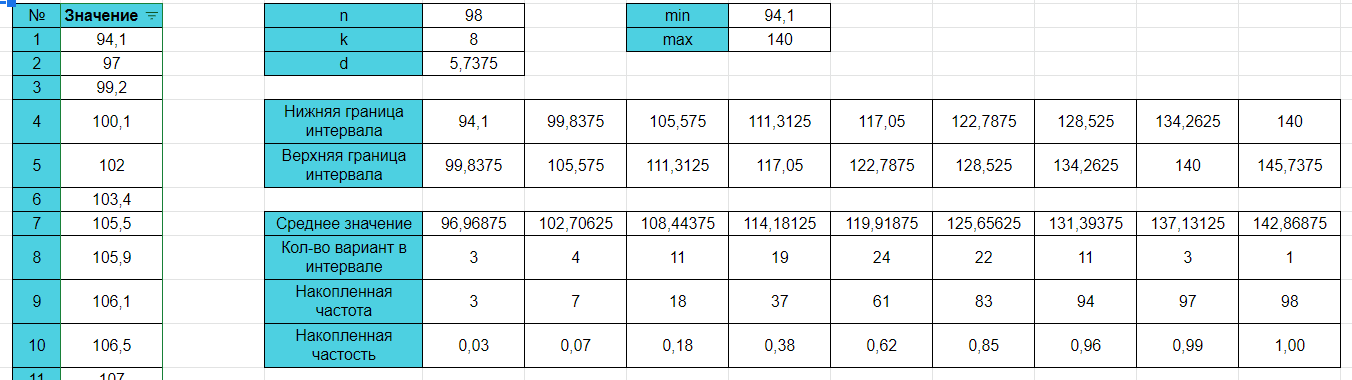 № Значение n 98 min 94,1
1 94,1 k 8 max 140
2 97 d 5,7375
3 99,2
4 100,1 Нижняя граница
интервала 94,1 99,8375 105,575 111,3125 117,05 122,7875 128,525 134,2625 140
5 102 Верхняя граница
интервала 99,8375 105,575 111,3125 117,05 122,7875 128,525 134,2625 140 145,7375
6 103,4
7 105,5 Среднее значение 96,96875 102,70625 108,44375 114,18125 119,91875 125,65625 131,39375 137,13125 142,86875
8 105,9 Кол-во вариант в
интервале 3 4 11 19 24 22 11 3 1
9 106,1 Накопленная
частота 3 7 18 37 61 83 94 97 98
10 106,5 Накопленная
частость 0,03 0,07 0,18 0,38 0,62 0,85 0,96 0,99 1,00
11 107